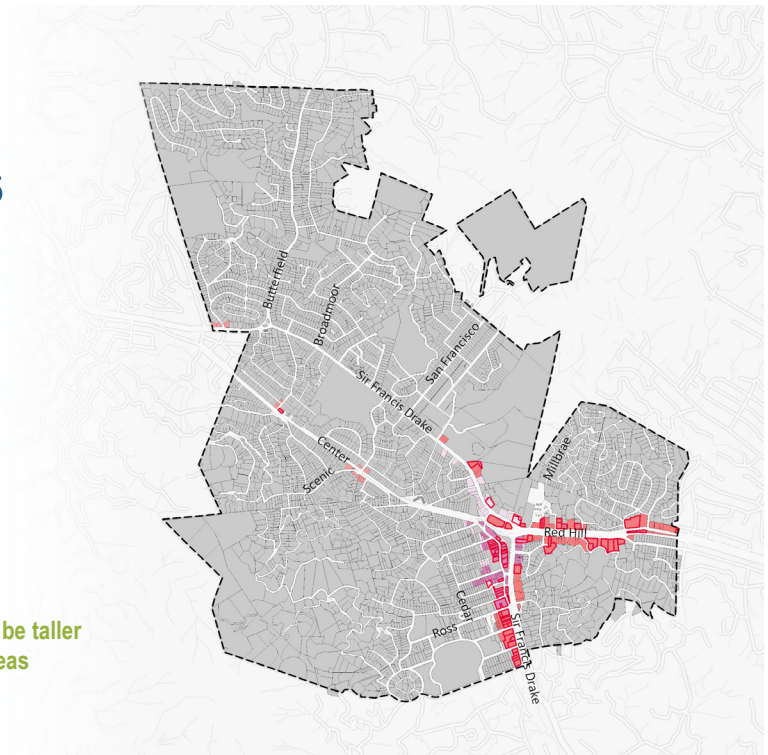 s
Butterfield
Broadmoor
San Francisco
Sir Francis Drake
Center
Scenic
Millbrae
Red Hill
Cedar
Ross
Sir Francis Drake
be taller
eas